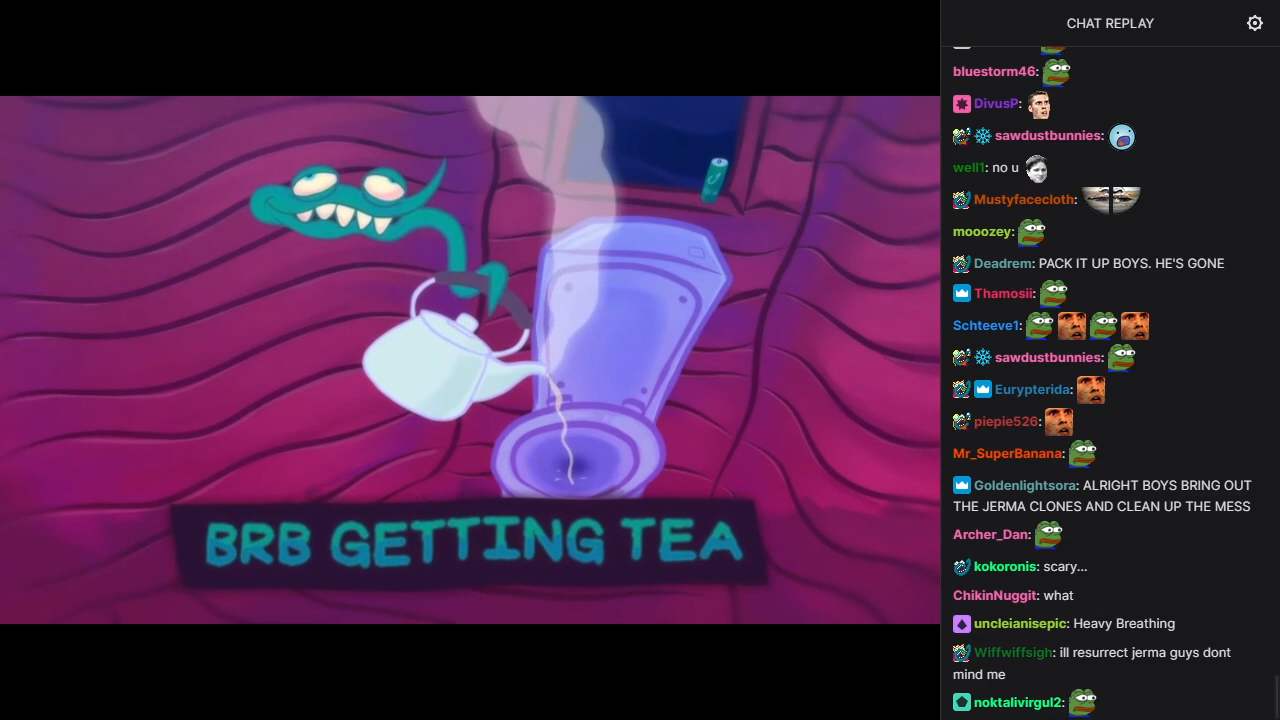 CHAT REPLAY
bluestorm46:
DivusP:
sawdustbunnies:
well1: no u
Mustyfacecloth:
mooozey:
Deadrem: PACK IT UP BOYS. HE'S GONE
Thamosii:
Schteeve1:
sawdustbunnies:
Eurypterida:
piepie526:
Mr_SuperBanana:
Goldenlightsora: ALRIGHT BOYS BRING OUT
THE JERMA CLONES AND CLEAN UP THE MESS
Archer_Dan:
kokoronis: scary...
ChikinNuggit: what
uncleianisepic: Heavy Breathing
Wiffwiffsigh: ill resurrect jerma guys dont
mind me
noktalivirgul2:
BRB GETTING TEA